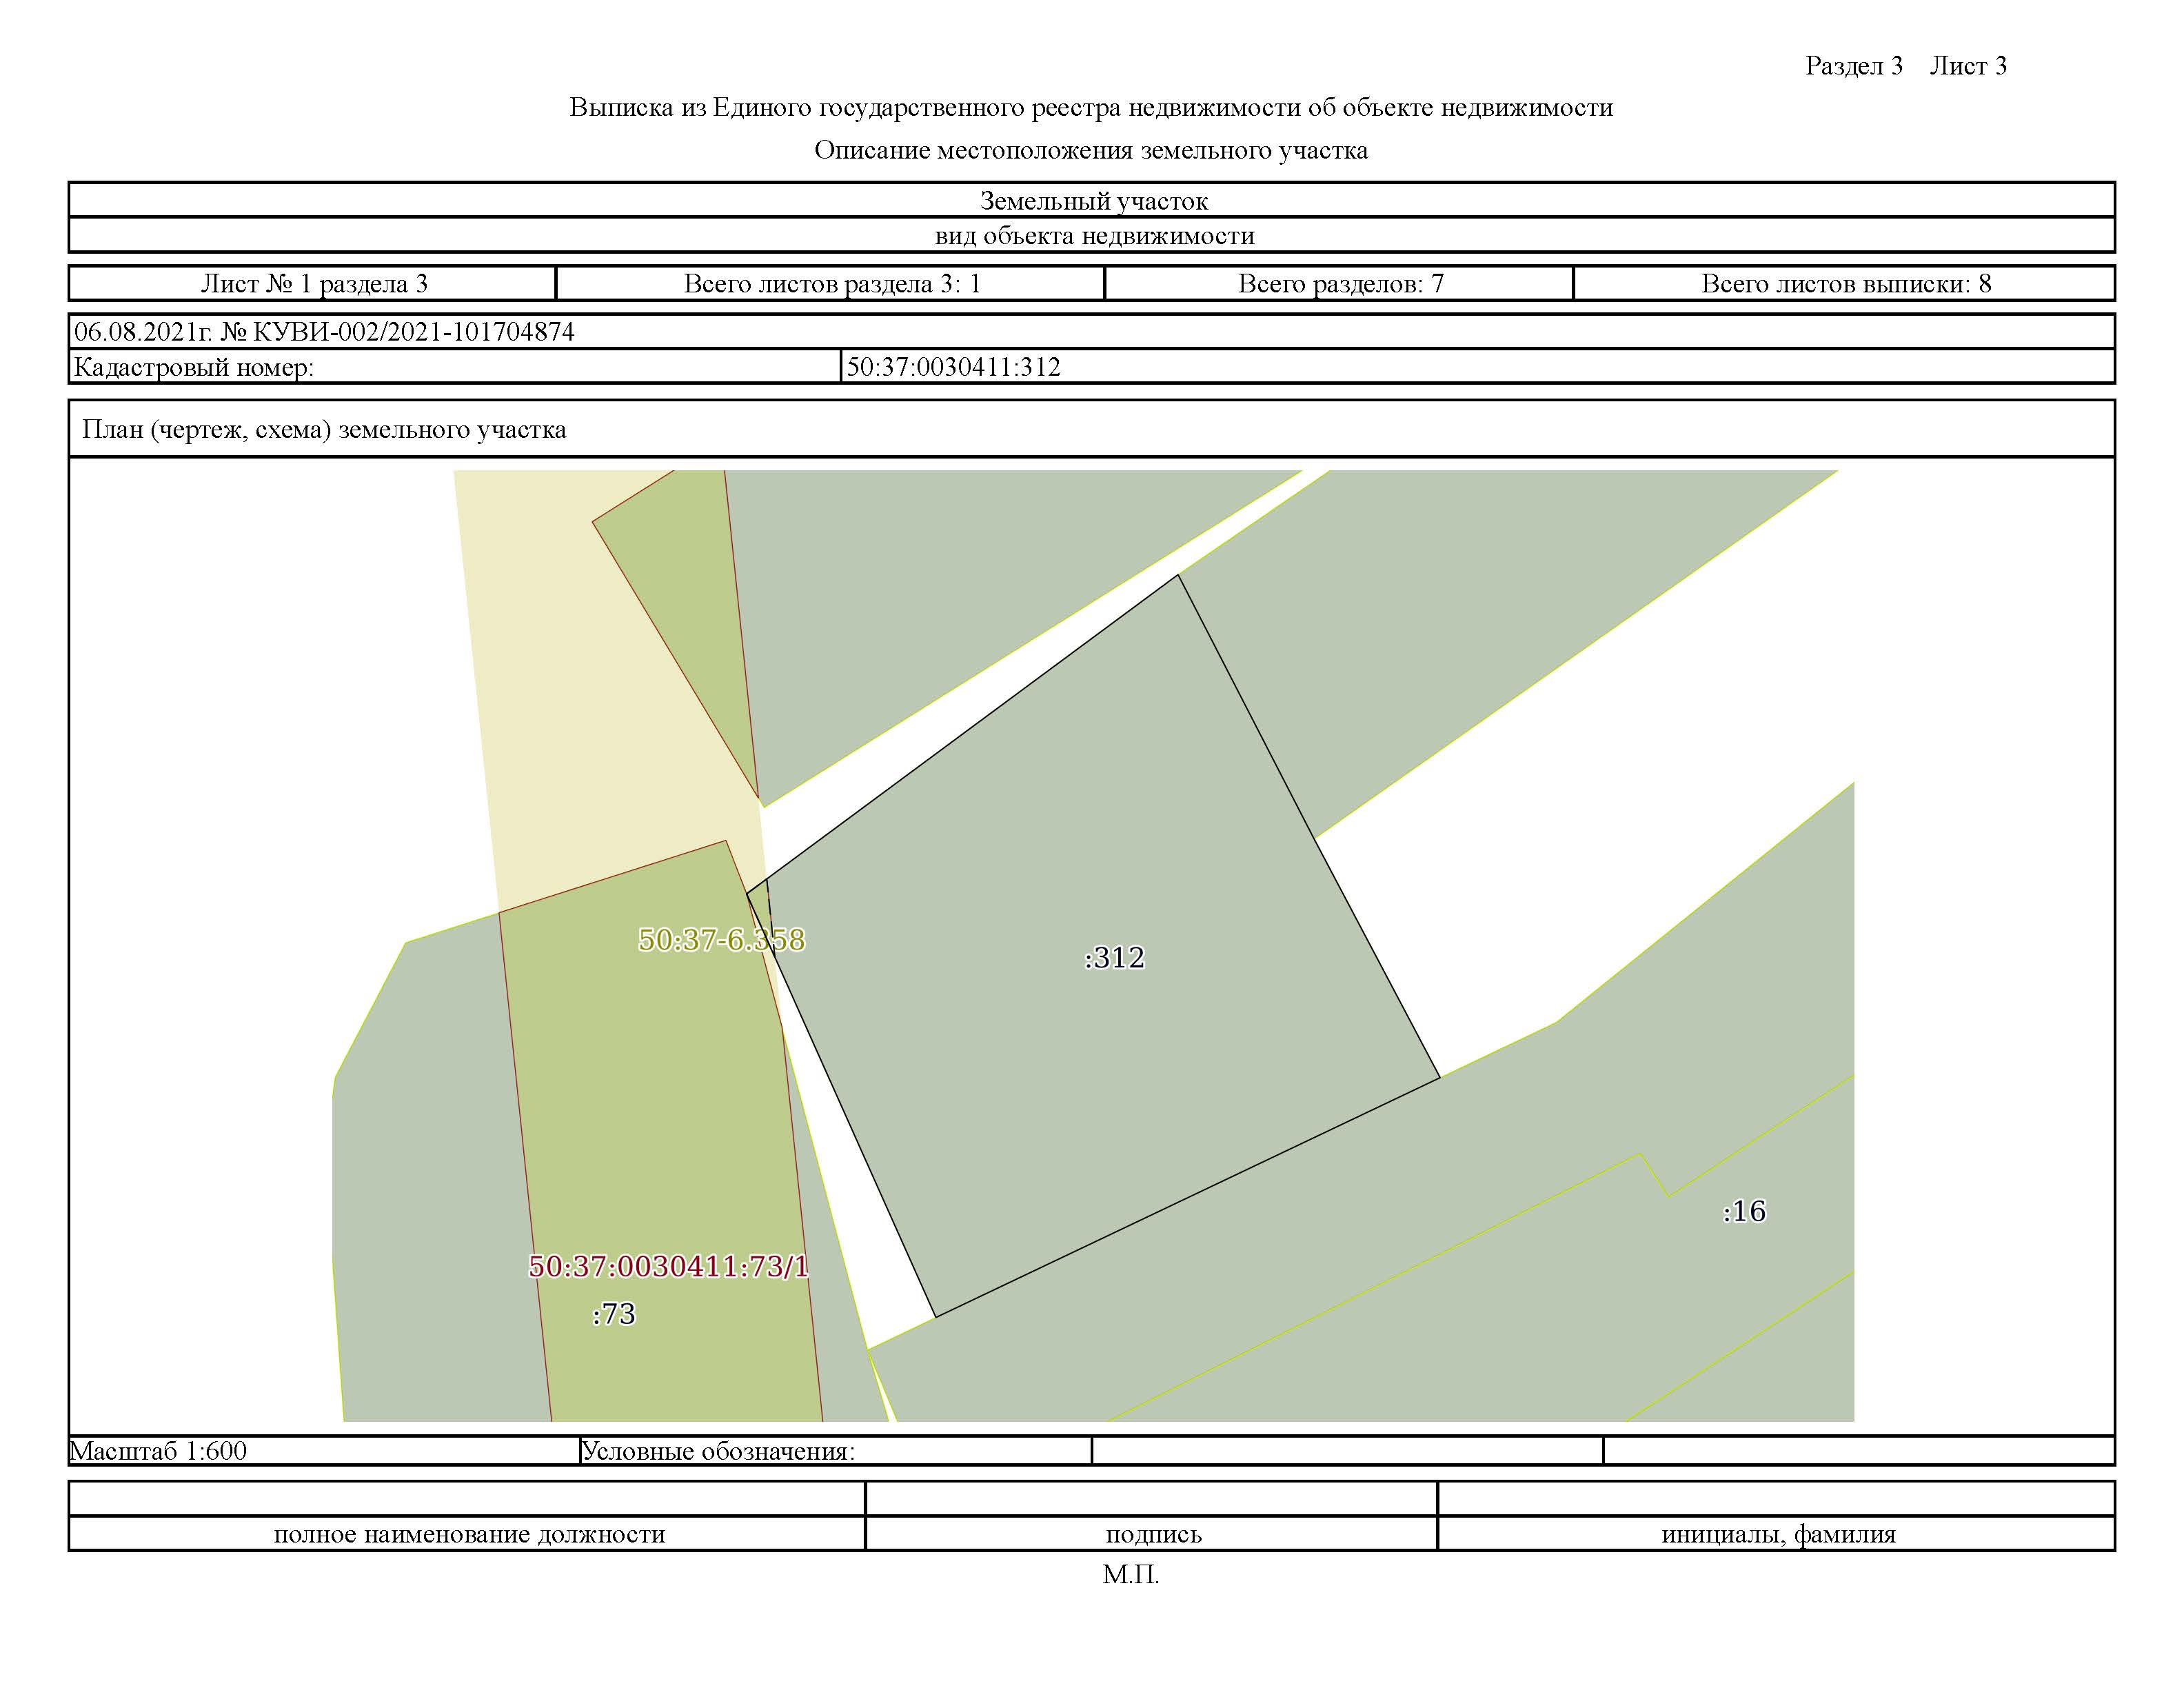 Раздел 3 Лист 3
Выписка из Единого государственного реестра недвижимости об объекте недвижимости
Описание местоположения земельного участка
Земельный участок
вид объекта недвижимости
Лист № 1 раздела 3 Всего листов раздела 3: 1 Всего разделов: 7 Всего листов выписки: 8
06.08.2021г. № КУВИ-002/2021-101704874
Кадастровый номер: 50:37:0030411:312
План (чертеж, схема) земельного участка
50:37-6.358
:312
:16
50:37:0030411:73/1
:73
Масштаб 1:600 Условные обозначения:
полное наименование должности подпись инициалы, фамилия
М.П.